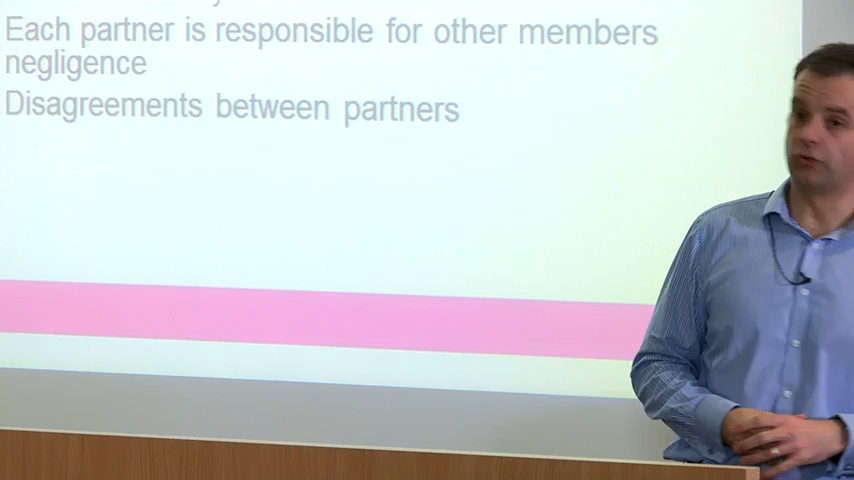 Each partner is responsible for other members
negligence
Disagreements between partners